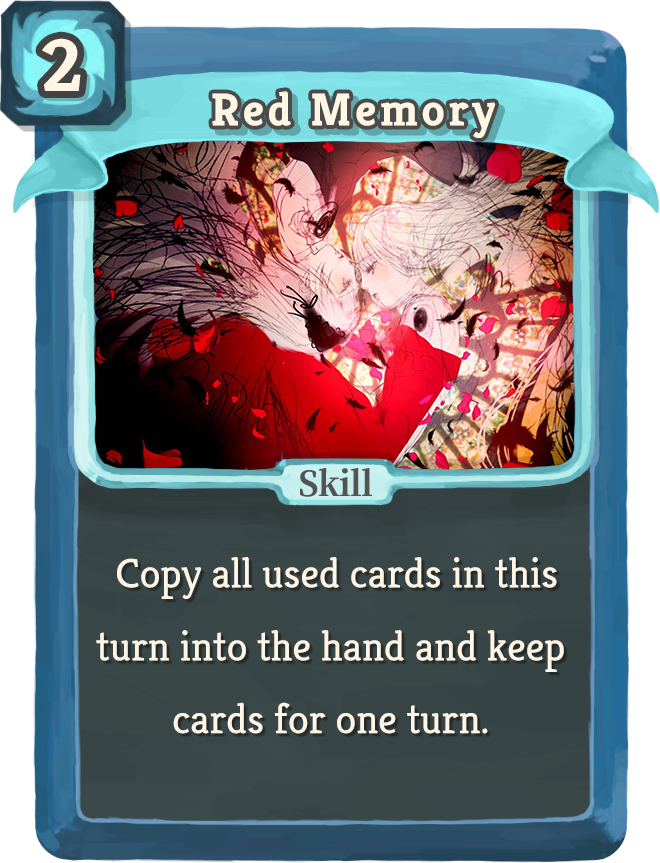 2
Red Memory
Skill
Copy all used cards in this
turn into the hand and keep
cards for one turn.